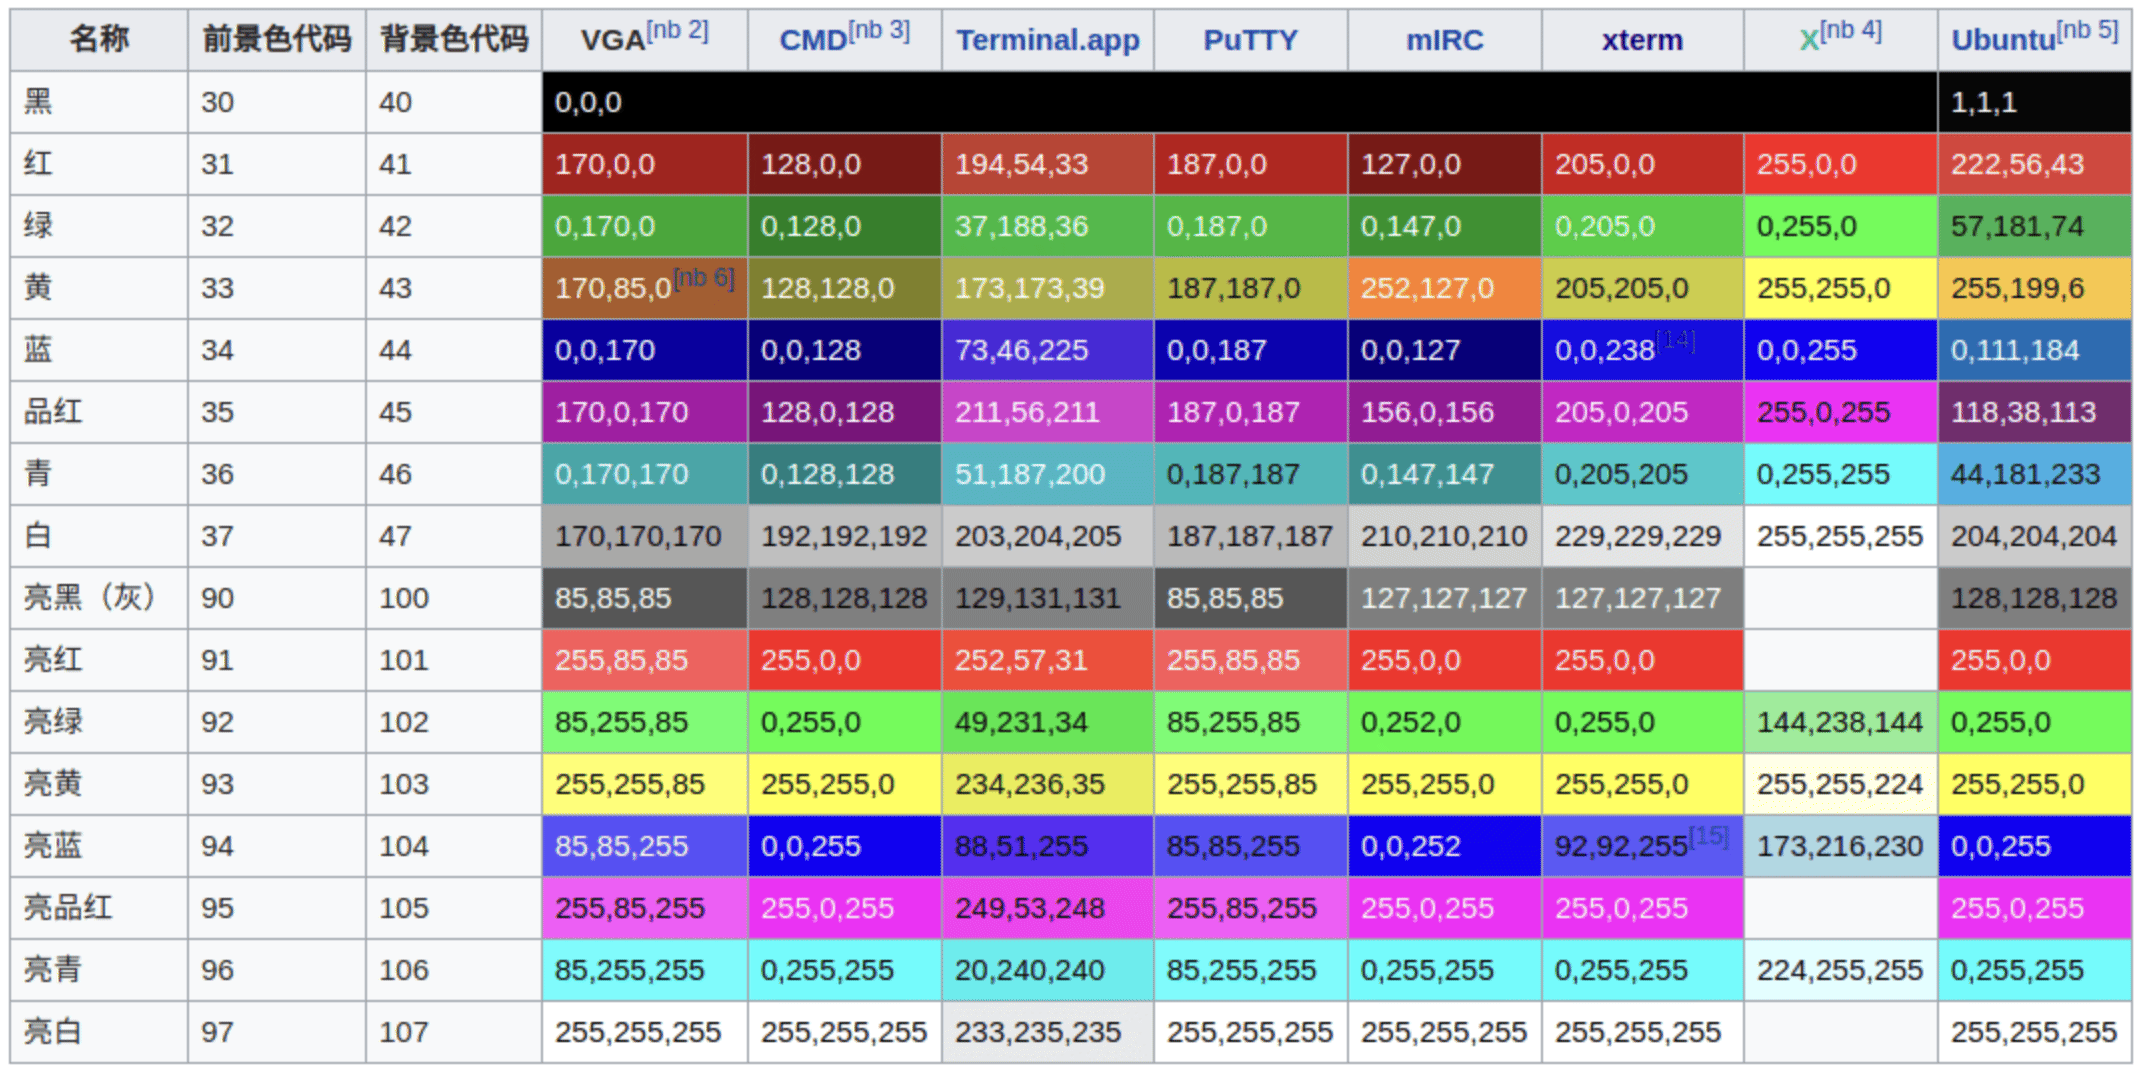 名称 前景色代码 背景色代码 VGA[nb 2] CMD[nb 3] Terminal.app PuTTY mIRC xterm X[nb 4] Ubuntu[nb 5]
黑 30 40 0,0,0 1,1,1
红 31 41 170,0,0 128,0,0 194,54,33 187,0,0 127,0,0 205,0,0 255,0,0 222,56,43
绿 32 42 0,170,0 0,128,0 37,188,36 0,187,0 0,147,0 0,205,0 0,255,0 57,181,74
黄 33 43 170,85,0[nb 6] 128,128,0 173,173,39 187,187,0 252,127,0 205,205,0 255,255,0 255,199,6
蓝 34 44 0,0,170 0,0,128 73,46,225 0,0,187 0,0,127 0,0,238[14] 0,0,255 0,111,184
品红 35 45 170,0,170 128,0,128 211,56,211 187,0,187 156,0,156 205,0,205 255,0,255 118,38,113
青 36 46 0,170,170 0,128,128 51,187,200 0,187,187 0,147,147 0,205,205 0,255,255 44,181,233
白 37 47 170,170,170 192,192,192 203,204,205 187,187,187 210,210,210 229,229,229 255,255,255 204,204,204
亮黑（灰） 90 100 85,85,85 128,128,128 129,131,131 85,85,85 127,127,127 127,127,127 128,128,128
亮红 91 101 255,85,85 255,0,0 252,57,31 255,85,85 255,0,0 255,0,0 255,0,0
亮绿 92 102 85,255,85 0,255,0 49,231,34 85,255,85 0,252,0 0,255,0 144,238,144 0,255,0
亮黄 93 103 255,255,85 255,255,0 234,236,35 255,255,85 255,255,0 255,255,0 255,255,224 255,255,0
亮蓝 94 104 85,85,255 0,0,255 88,51,255 85,85,255 0,0,252 92,92,255[15] 173,216,230 0,0,255
亮品红 95 105 255,85,255 255,0,255 249,53,248 255,85,255 255,0,255 255,0,255 255,0,255
亮青 96 106 85,255,255 0,255,255 20,240,240 85,255,255 0,255,255 0,255,255 224,255,255 0,255,255
亮白 97 107 255,255,255 255,255,255 233,235,235 255,255,255 255,255,255 255,255,255 255,255,255